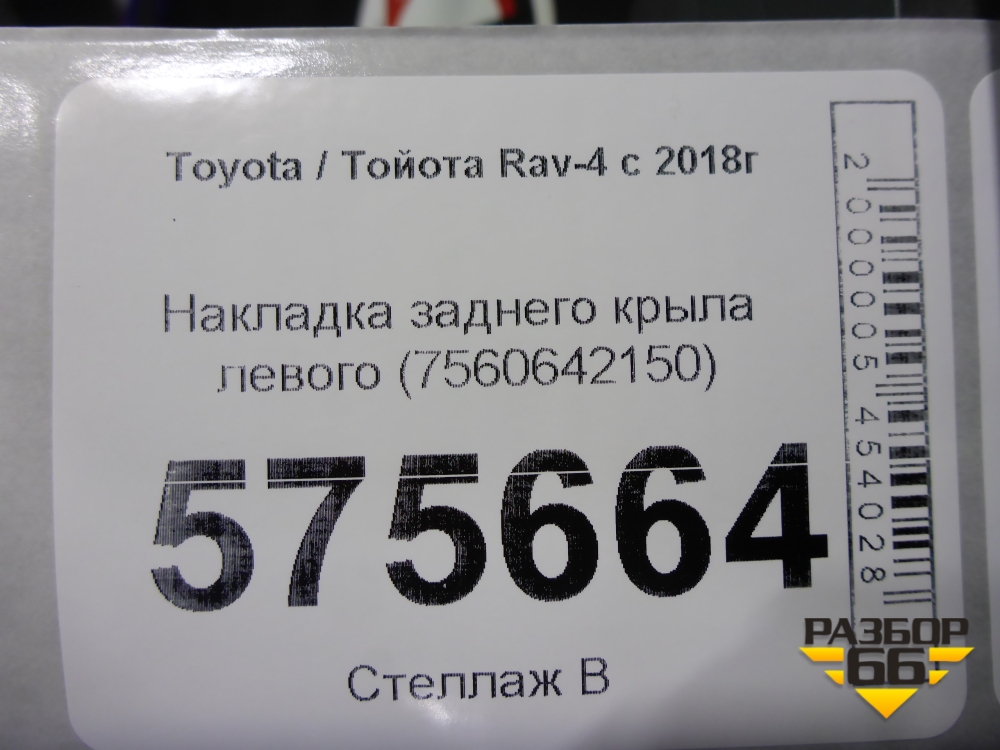 Toyota / Тойота Rav-4 с 2018г
Накладка заднего крыла
левого (7560642150)
575664
Стеллаж В
2000005454028
РАЗБОР
66